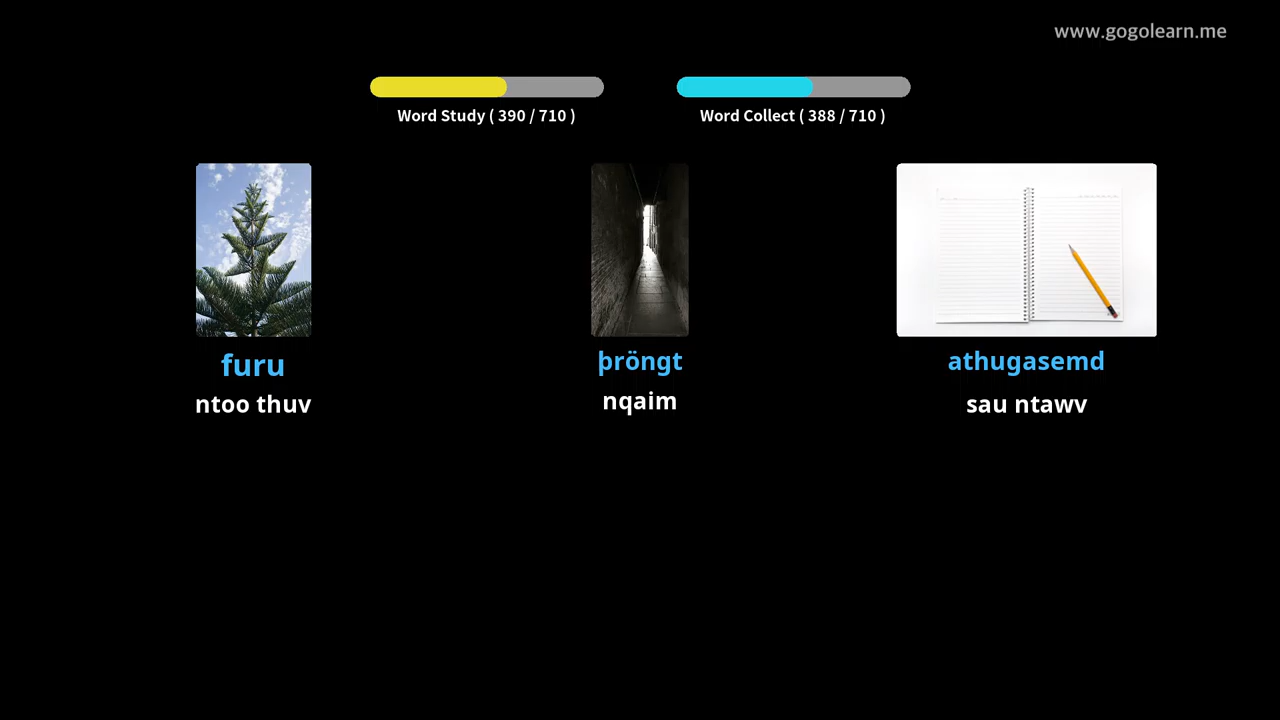 www.gogolearn.me
Word Study ( 390 / 710 )
Word Collect ( 388 / 710 )
furu
ntoo thuv
þröngt
nqaim
athugasemd
sau ntawv